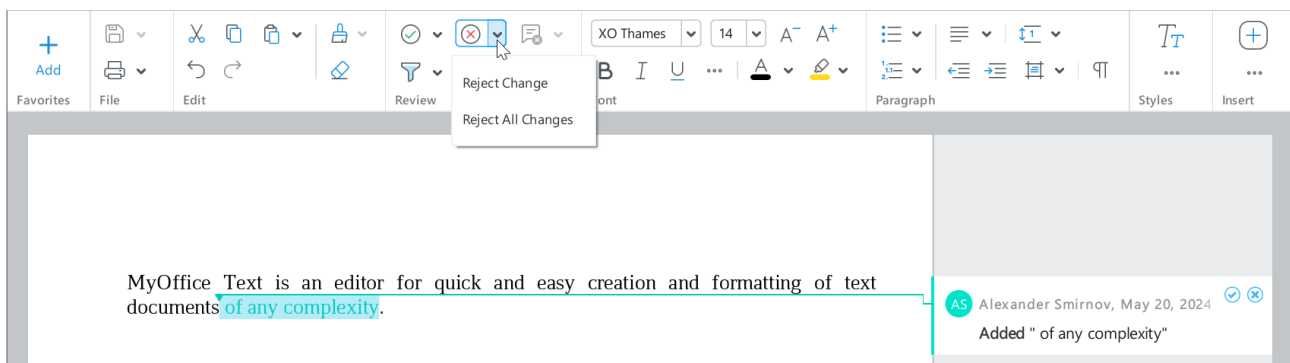 XO Thames 14
Add
Reject Change
Favorites File Edit Review Font Paragraph Styles Insert
Reject All Changes
MyOffice Text is an editor for quick and easy creation and formatting of text
documents of any complexity.
AS Alexander Smirnov, May 20, 2024
Added " of any complexity"